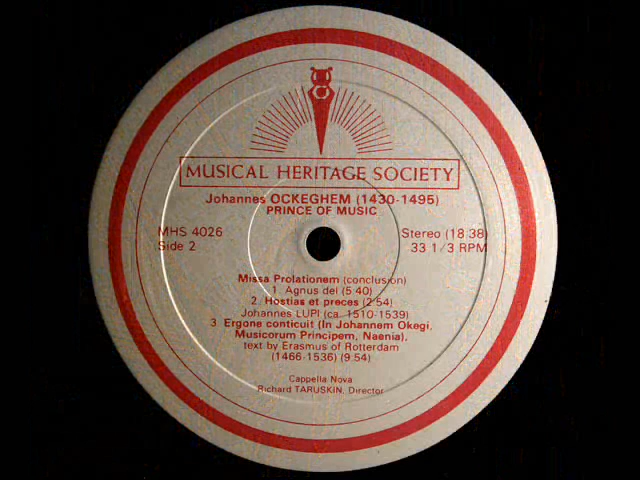 MUSICAL HERITAGE SOCIETY
Johannes OCKEGHEM (1430-1495)
PRINCE OF MUSIC
MHS 4026
Side 2
Stereo (18 38)
33 1/3 RPM
Missa Prolationem (conclusion)
1. Agnus dei (5:40)
2. Hostias et preces (2:54)
Johannes LUPI (ca. 1510-1539)
3. Ergone conticuit (In Johannem Okegi,
Musicorum Principem, Naenia),
text by Erasmus of Rotterdam
(1466-1536) (9:54)
Cappella Nova
Richard TARUSKIN, Director